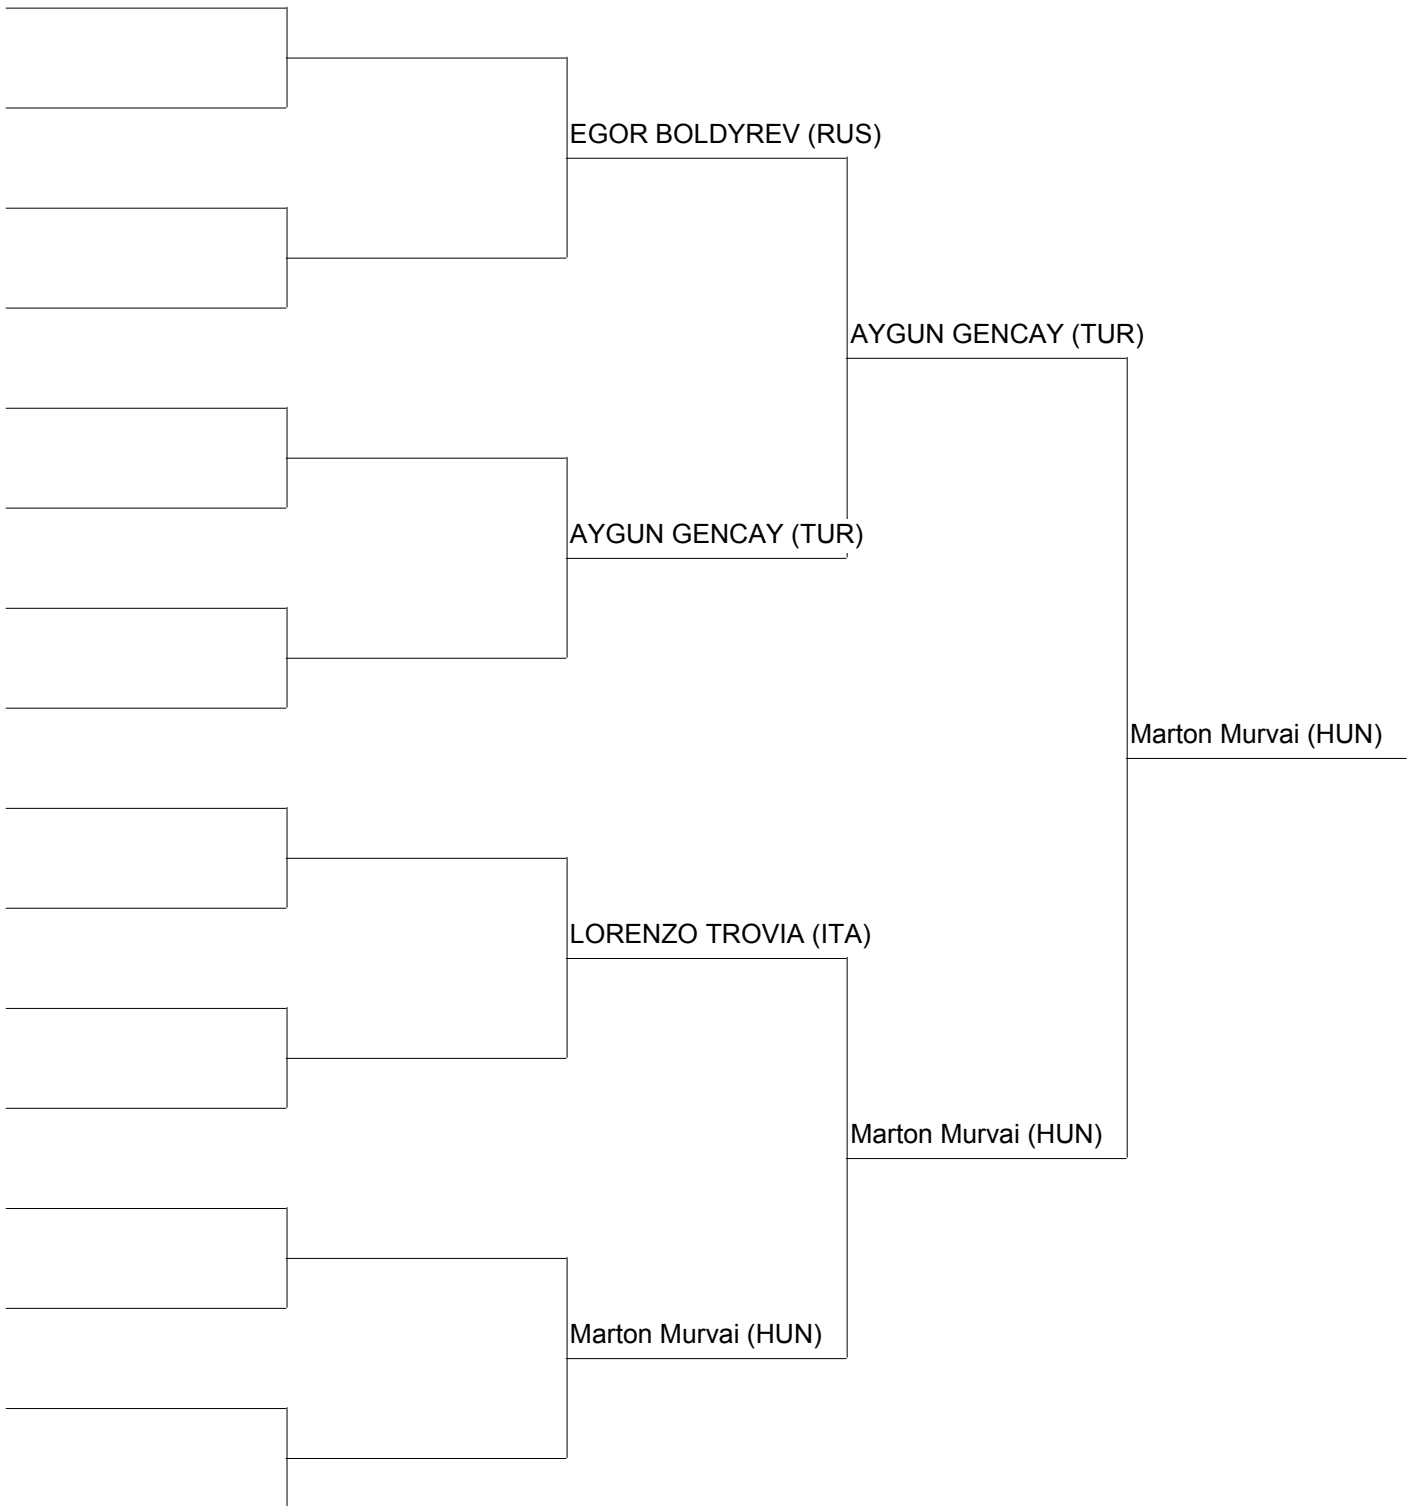 EGOR BOLDYREV (RUS)
AYGUN GENCAY (TUR)
AYGUN GENCAY (TUR)
Marton Murvai (HUN)
LORENZO TROVIA (ITA)
Marton Murvai (HUN)
Marton Murvai (HUN)